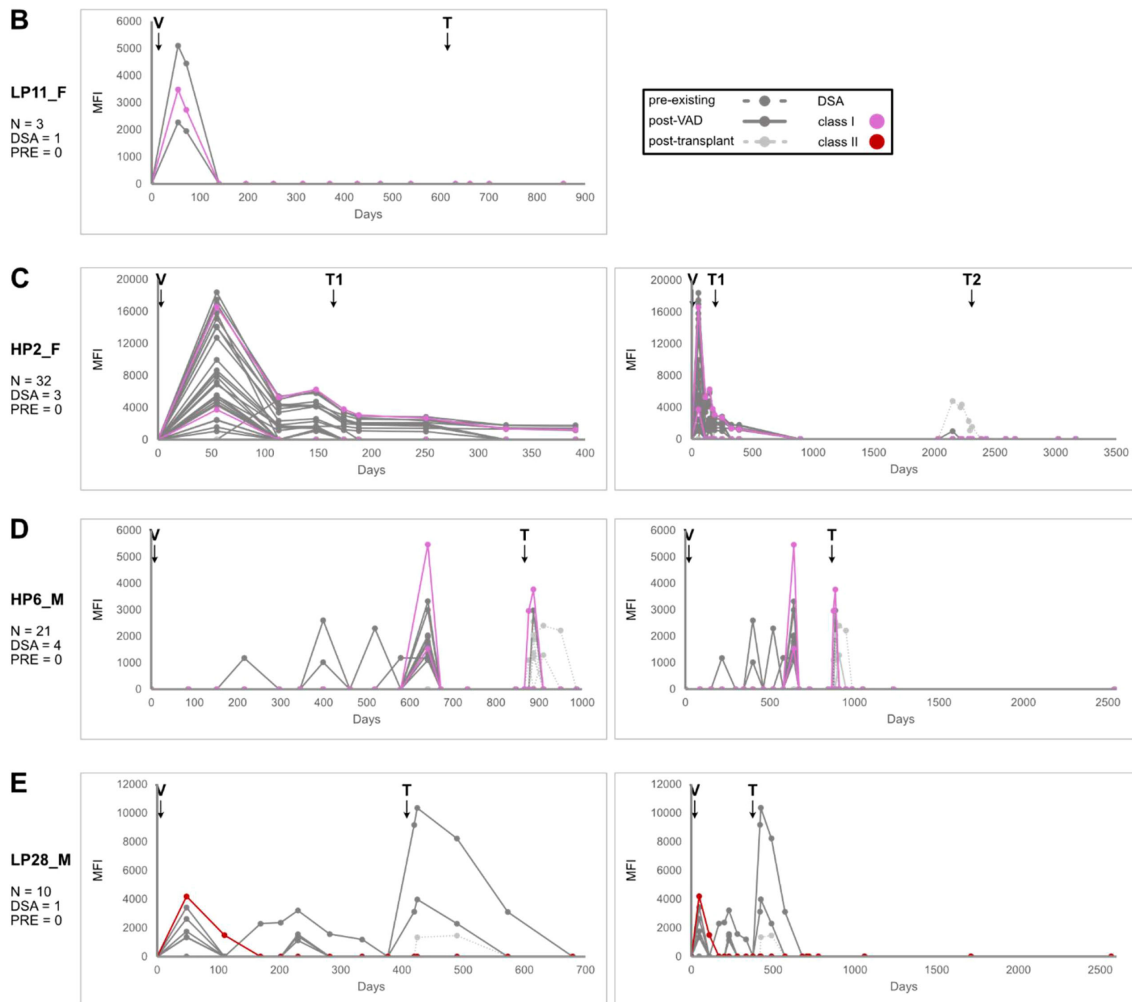 B
LP11_F
N = 3
DSA = 1
PRE = 0
V
T
MFI
6000
5000
4000
3000
2000
1000
0
0 100 200 300 400 500 600 700 800 900
Days
pre-existing DSA
post-VAD class I
post-transplant class II
C
HP2_F
N = 32
DSA = 3
PRE = 0
V
T1
MFI
20000
16000
12000
8000
4000
0
0 50 100 150 200 250 300 350 400
Days
V
T1
T2
MFI
20000
16000
12000
8000
4000
0
0 500 1000 1500 2000 2500 3000 3500
Days
D
HP6_M
N = 21
DSA = 4
PRE = 0
V
T
MFI
6000
5000
4000
3000
2000
1000
0
0 100 200 300 400 500 600 700 800 900 1000
Days
V
T
MFI
6000
5000
4000
3000
2000
1000
0
0 500 1000 1500 2000 2500
Days
E
LP28_M
N = 10
DSA = 1
PRE = 0
V
T
MFI
12000
10000
8000
6000
4000
2000
0
0 100 200 300 400 500 600 700
Days
V
T
MFI
12000
10000
8000
6000
4000
2000
0
0 500 1000 1500 2000 2500
Days